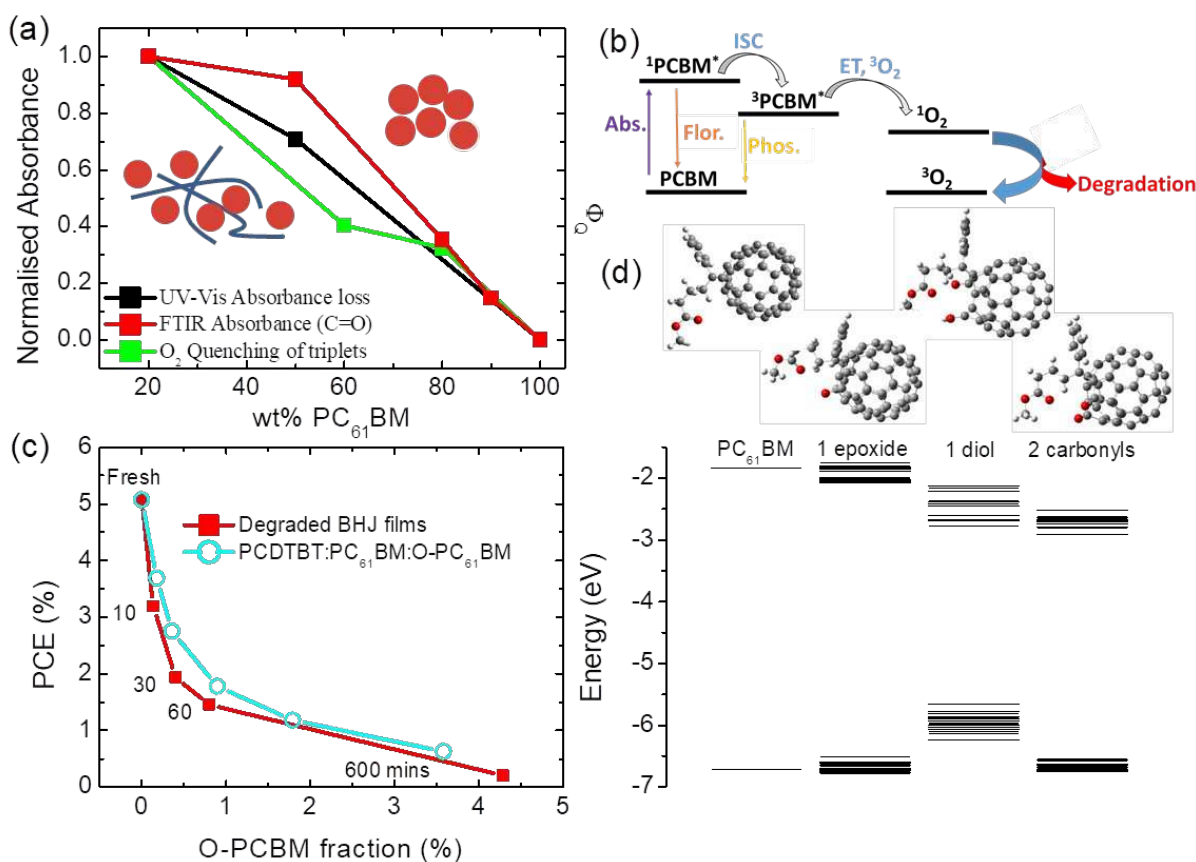 (a)
Normalised Absorbance
1.0
0.8
0.6
0.4
0.2
0.0
UV-Vis Absorbance loss
FTIR Absorbance (C=O)
O₂ Quenching of triplets
20 40 60 80 100
wt% PC₆₁BM
Φ_Q
(b)
ISC
¹PCBM*
ET, ³O₂
³PCBM*
¹O₂
Abs.
Flor.
Phos.
PCBM
³O₂
Degradation
(c)
PCE (%)
6
5
4
3
2
1
0
Fresh
Degraded BHJ films
PCDTBT:PC₆₁BM:O-PC₆₁BM
10
30
60
600 mins
0 1 2 3 4 5
O-PCBM fraction (%)
(d)
PC₆₁BM 1 epoxide 1 diol 2 carbonyls
Energy (eV)
-2
-3
-4
-5
-6
-7